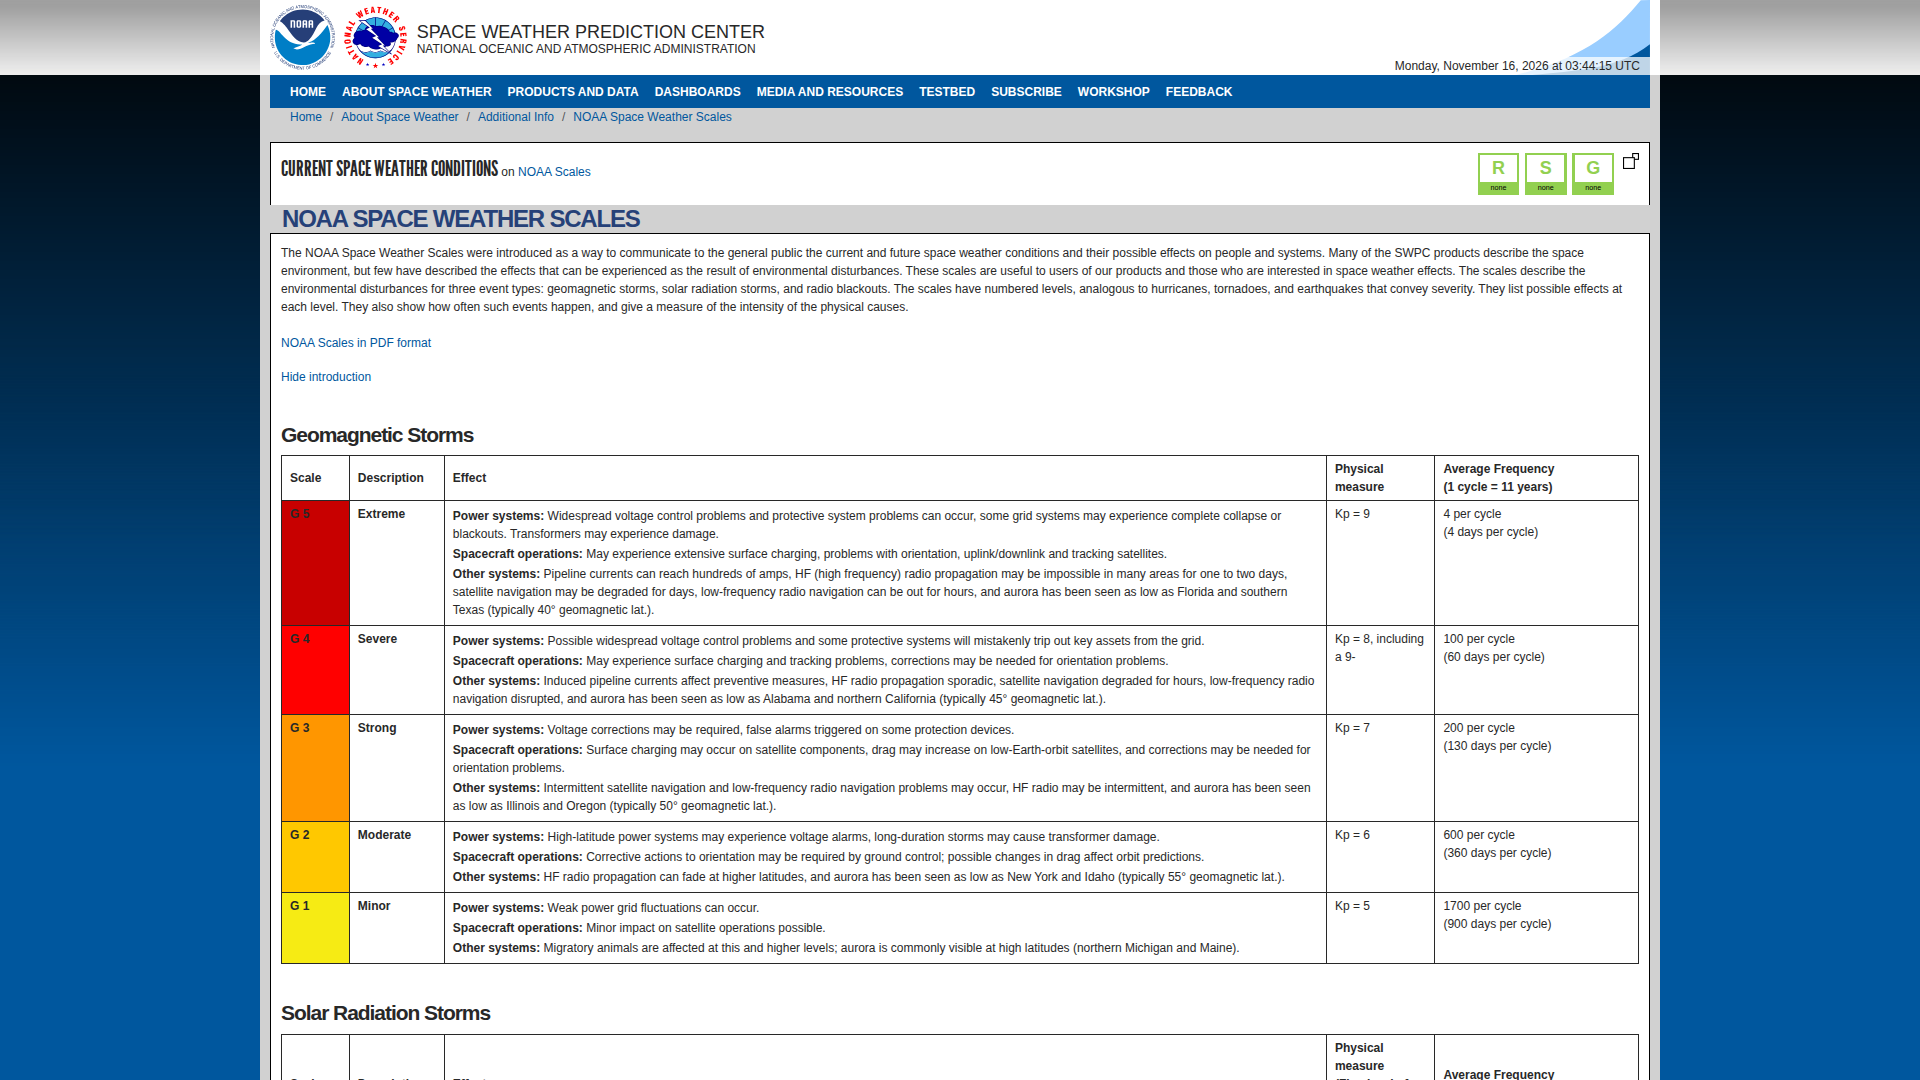 NOAA
NATIONAL WEATHER SERVICE
SPACE WEATHER PREDICTION CENTER
NATIONAL OCEANIC AND ATMOSPHERIC ADMINISTRATION
Monday, November 16, 2026 at 03:44:15 UTC
HOME ABOUT SPACE WEATHER PRODUCTS AND DATA DASHBOARDS MEDIA AND RESOURCES TESTBED SUBSCRIBE WORKSHOP FEEDBACK
Home / About Space Weather / Additional Info / NOAA Space Weather Scales
CURRENT SPACE WEATHER CONDITIONS on NOAA Scales
R S G
none none none
NOAA SPACE WEATHER SCALES
The NOAA Space Weather Scales were introduced as a way to communicate to the general public the current and future space weather conditions and their possible effects on people and systems. Many of the SWPC products describe the space
environment, but few have described the effects that can be experienced as the result of environmental disturbances. These scales are useful to users of our products and those who are interested in space weather effects. The scales describe the
environmental disturbances for three event types: geomagnetic storms, solar radiation storms, and radio blackouts. The scales have numbered levels, analogous to hurricanes, tornadoes, and earthquakes that convey severity. They list possible effects at
each level. They also show how often such events happen, and give a measure of the intensity of the physical causes.
NOAA Scales in PDF format
Hide introduction
Geomagnetic Storms
Scale Description Effect Physical measure Average Frequency (1 cycle = 11 years)
G 5 Extreme
Power systems: Widespread voltage control problems and protective system problems can occur, some grid systems may experience complete collapse or
blackouts. Transformers may experience damage.
Spacecraft operations: May experience extensive surface charging, problems with orientation, uplink/downlink and tracking satellites.
Other systems: Pipeline currents can reach hundreds of amps, HF (high frequency) radio propagation may be impossible in many areas for one to two days,
satellite navigation may be degraded for days, low-frequency radio navigation can be out for hours, and aurora has been seen as low as Florida and southern
Texas (typically 40° geomagnetic lat.).
Kp = 9
4 per cycle
(4 days per cycle)
G 4 Severe
Power systems: Possible widespread voltage control problems and some protective systems will mistakenly trip out key assets from the grid.
Spacecraft operations: May experience surface charging and tracking problems, corrections may be needed for orientation problems.
Other systems: Induced pipeline currents affect preventive measures, HF radio propagation sporadic, satellite navigation degraded for hours, low-frequency radio
navigation disrupted, and aurora has been seen as low as Alabama and northern California (typically 45° geomagnetic lat.).
Kp = 8, including
a 9-
100 per cycle
(60 days per cycle)
G 3 Strong
Power systems: Voltage corrections may be required, false alarms triggered on some protection devices.
Spacecraft operations: Surface charging may occur on satellite components, drag may increase on low-Earth-orbit satellites, and corrections may be needed for
orientation problems.
Other systems: Intermittent satellite navigation and low-frequency radio navigation problems may occur, HF radio may be intermittent, and aurora has been seen
as low as Illinois and Oregon (typically 50° geomagnetic lat.).
Kp = 7
200 per cycle
(130 days per cycle)
G 2 Moderate
Power systems: High-latitude power systems may experience voltage alarms, long-duration storms may cause transformer damage.
Spacecraft operations: Corrective actions to orientation may be required by ground control; possible changes in drag affect orbit predictions.
Other systems: HF radio propagation can fade at higher latitudes, and aurora has been seen as low as New York and Idaho (typically 55° geomagnetic lat.).
Kp = 6
600 per cycle
(360 days per cycle)
G 1 Minor
Power systems: Weak power grid fluctuations can occur.
Spacecraft operations: Minor impact on satellite operations possible.
Other systems: Migratory animals are affected at this and higher levels; aurora is commonly visible at high latitudes (northern Michigan and Maine).
Kp = 5
1700 per cycle
(900 days per cycle)
Solar Radiation Storms
Physical
measure
Average Frequency